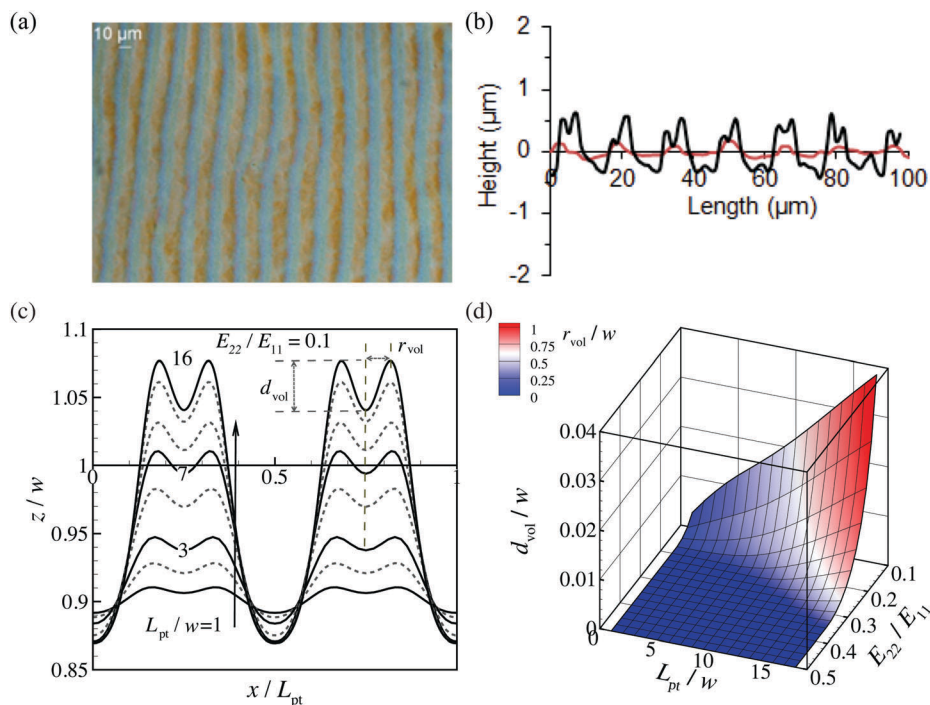 (a)
10 μm
(b)
Height (μm)
2
1
0
-1
-2
0 20 40 60 80 100
Length (μm)
(c)
z / w
1.1
1.05
1
0.95
0.9
0.85
E22 / E11 = 0.1
rvol
dvol
16
7
3
Lpt / w=1
0.5
1
x / Lpt
(d)
rvol / w
1
0.75
0.50
0.25
0
dvol / w
0.04
0.03
0.02
0.01
0
0 5 10 15
Lpt / w
0.1
0.2
0.3
0.4
0.5
E22 / E11